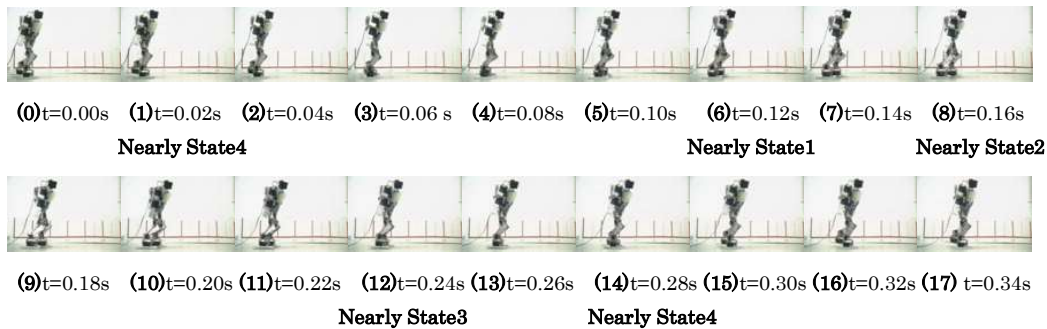 (0)t=0.00s (1)t=0.02s (2)t=0.04s (3)t=0.06 s (4)t=0.08s (5)t=0.10s (6)t=0.12s (7)t=0.14s (8)t=0.16s
Nearly State4 Nearly State1 Nearly State2
(9)t=0.18s (10)t=0.20s (11)t=0.22s (12)t=0.24s (13)t=0.26s (14)t=0.28s (15)t=0.30s (16)t=0.32s (17) t=0.34s
Nearly State3 Nearly State4